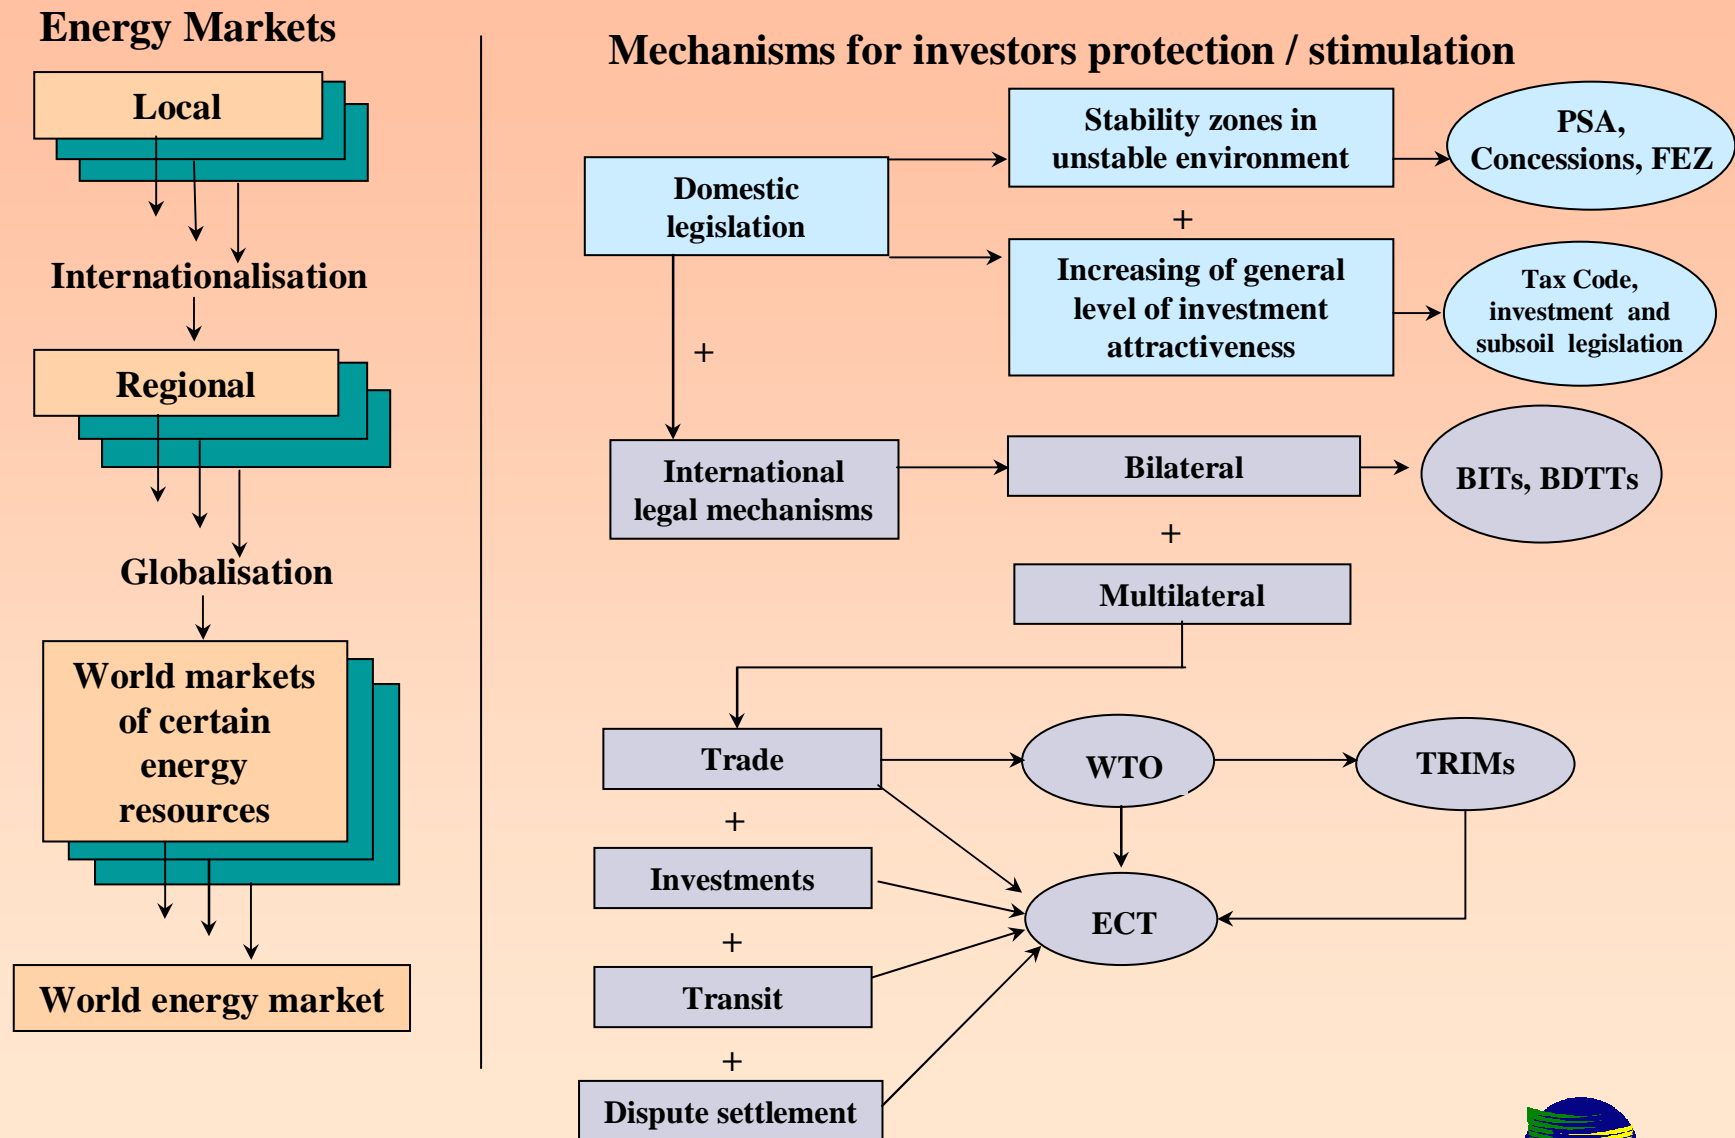 Energy Markets
Local
Internationalisation
Regional
Globalisation
World markets
of certain
energy
resources
World energy market
Mechanisms for investors protection / stimulation
Domestic
legislation
Stability zones in
unstable environment
PSA,
Concessions, FEZ
+
Increasing of general
level of investment
attractiveness
Tax Code,
investment and
subsoil legislation
+
International
legal mechanisms
Bilateral
BITs, BDTTs
+
Multilateral
Trade
WTO
TRIMs
+
Investments
ECT
+
Transit
+
Dispute settlement